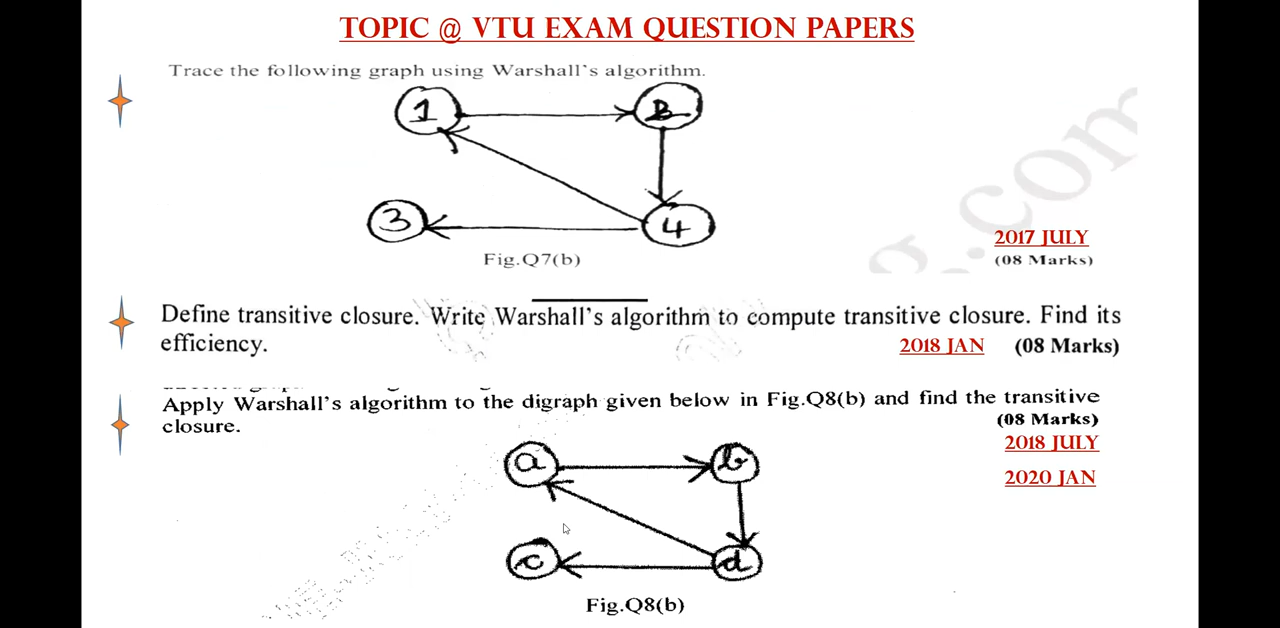 TOPIC @ VTU EXAM QUESTION PAPERS
Trace the following graph using Warshall's algorithm.
1
B
3
4
2017 JULY
Fig.Q7(b)
(08 Marks)
Define transitive closure. Write Warshall's algorithm to compute transitive closure. Find its
efficiency.
2018 JAN (08 Marks)
Apply Warshall's algorithm to the digraph given below in Fig.Q8(b) and find the transitive
closure.
(08 Marks)
2018 JULY
2020 JAN
a
b
c
d
Fig.Q8(b)